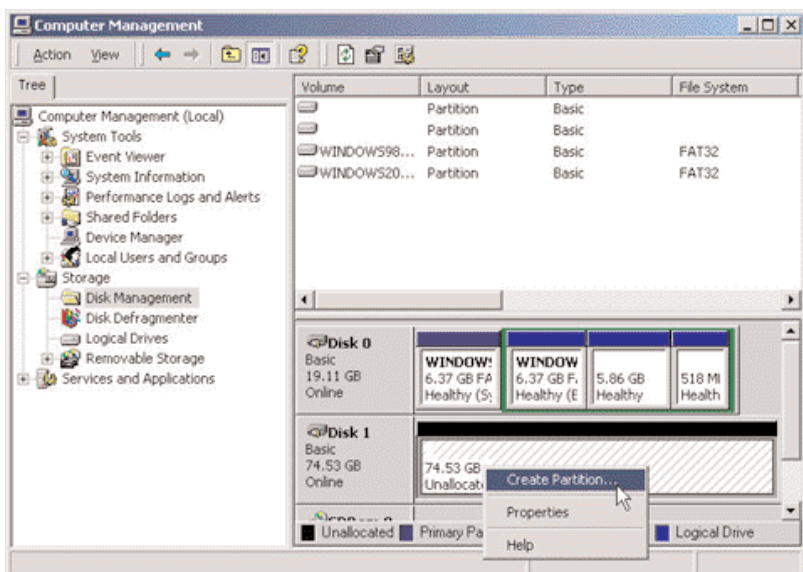 Computer Management
Action View
Tree
Computer Management (Local)
System Tools
Event Viewer
System Information
Performance Logs and Alerts
Shared Folders
Device Manager
Local Users and Groups
Storage
Disk Management
Disk Defragmenter
Logical Drives
Removable Storage
Services and Applications
Volume Layout Type File System
Partition Basic
Partition Basic
WINDOWS98... Partition Basic FAT32
WINDOWS20... Partition Basic FAT32
Disk 0
Basic
19.11 GB
Online
WINDOW
6.37 GB FA
Healthy (S
WINDOW
6.37 GB F
Healthy (E
5.86 GB
Healthy
518 M
Health
Disk 1
Basic
74.53 GB
Online
74.53 GB
Unallocat
Create Partition...
Properties
Help
Unallocated Primary Pa Logical Drive